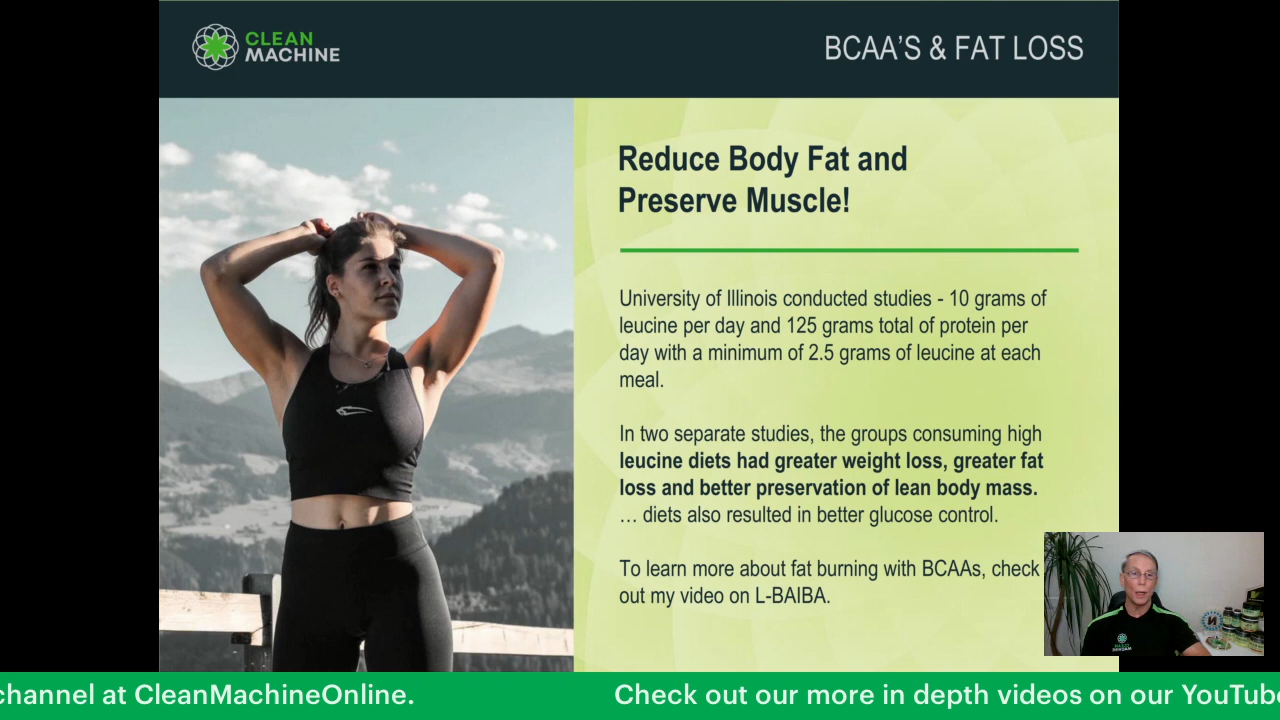 CLEAN
MACHINE
BCAA'S & FAT LOSS
Reduce Body Fat and
Preserve Muscle!
University of Illinois conducted studies - 10 grams of
leucine per day and 125 grams total of protein per
day with a minimum of 2.5 grams of leucine at each
meal.
In two separate studies, the groups consuming high
leucine diets had greater weight loss, greater fat
loss and better preservation of lean body mass.
… diets also resulted in better glucose control.
To learn more about fat burning with BCAAs, check
out my video on L-BAIBA.
channel at CleanMachineOnline. Check out our more in depth videos on our YouTube